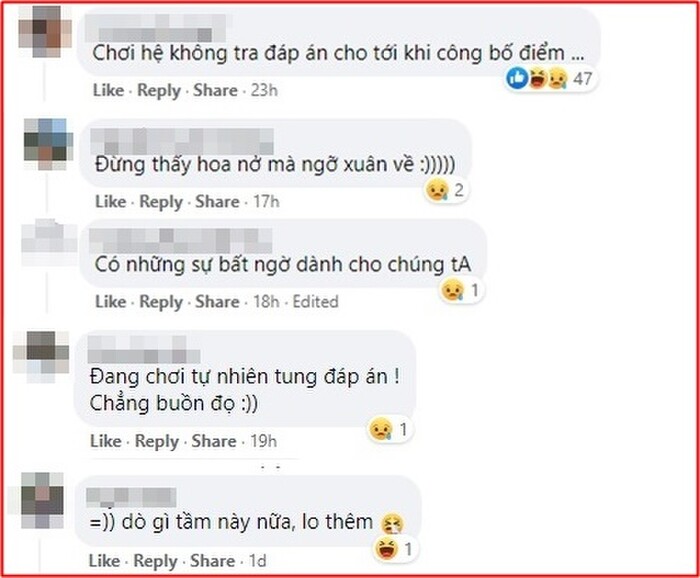 Chơi hệ không tra đáp án cho tới khi công bố điểm ...
47
Like · Reply · Share · 23h
Đừng thấy hoa nở mà ngỡ xuân về :)))))
2
Like · Reply · Share · 17h
Có những sự bất ngờ dành cho chúng tA
1
Like · Reply · Share · 18h · Edited
Đang chơi tự nhiên tung đáp án !
Chẳng buồn đọ :))
1
Like · Reply · Share · 19h
=)) dò gì tầm này nữa, lo thêm
1
Like · Reply · Share · 1d